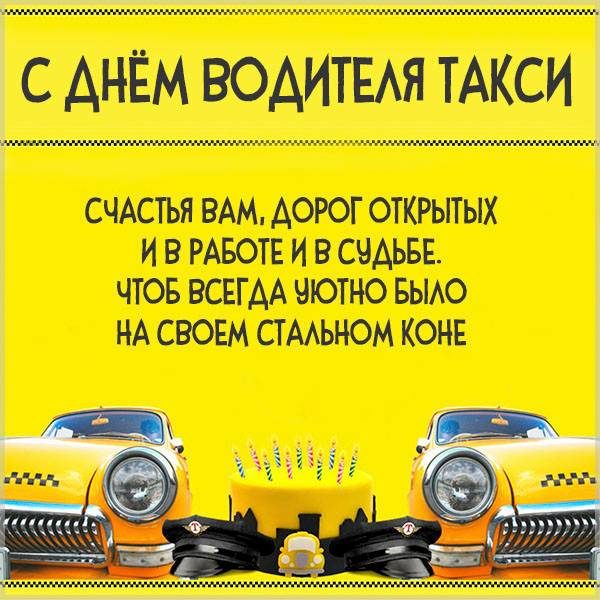 С ДНЁМ ВОДИТЕЛЯ ТАКСИ
СЧАСТЬЯ ВАМ, ДОРОГ ОТКРЫТЫХ
И В РАБОТЕ И В СУДЬБЕ.
ЧТОБ ВСЕГДА УЮТНО БЫЛО
НА СВОЕМ СТАЛЬНОМ КОНЕ
T
T